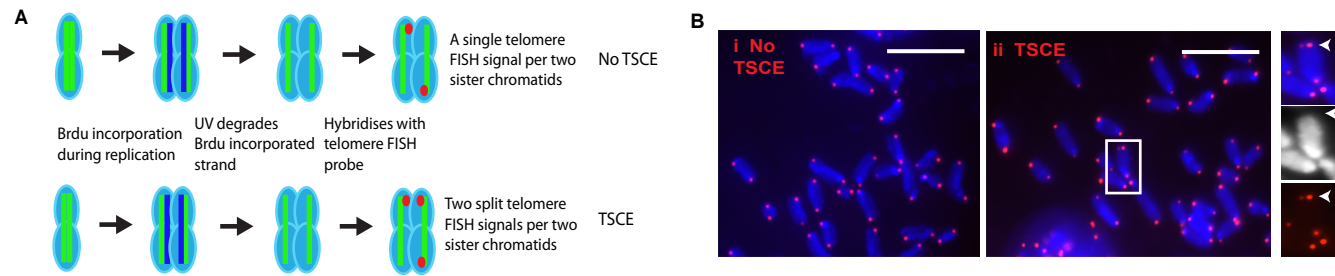 A
A single telomere
FISH signal per two
sister chromatids
No TSCE
Brdu incorporation
during replication
UV degrades
Brdu incorporated
strand
Hybridises with
telomere FISH
probe
Two split telomere
FISH signals per two
sister chromatids
TSCE
B
i No
TSCE
ii TSCE